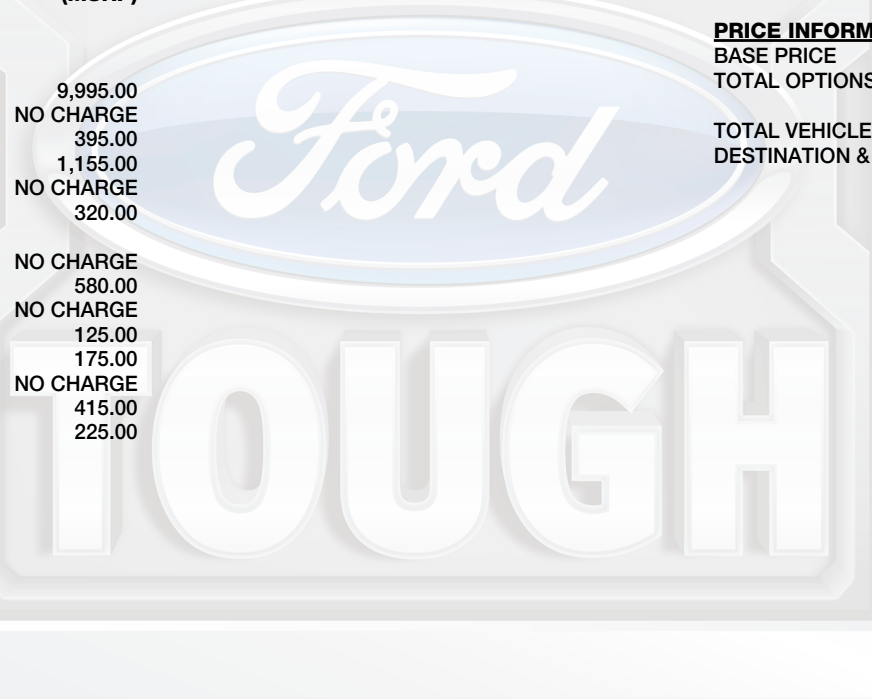 9,995.00
NO CHARGE
395.00
1,155.00
NO CHARGE
320.00
NO CHARGE
580.00
NO CHARGE
125.00
175.00
NO CHARGE
415.00
225.00
PRICE INFORM
BASE PRICE
TOTAL OPTIONS
TOTAL VEHICLE
DESTINATION &
Ford
TOUGH